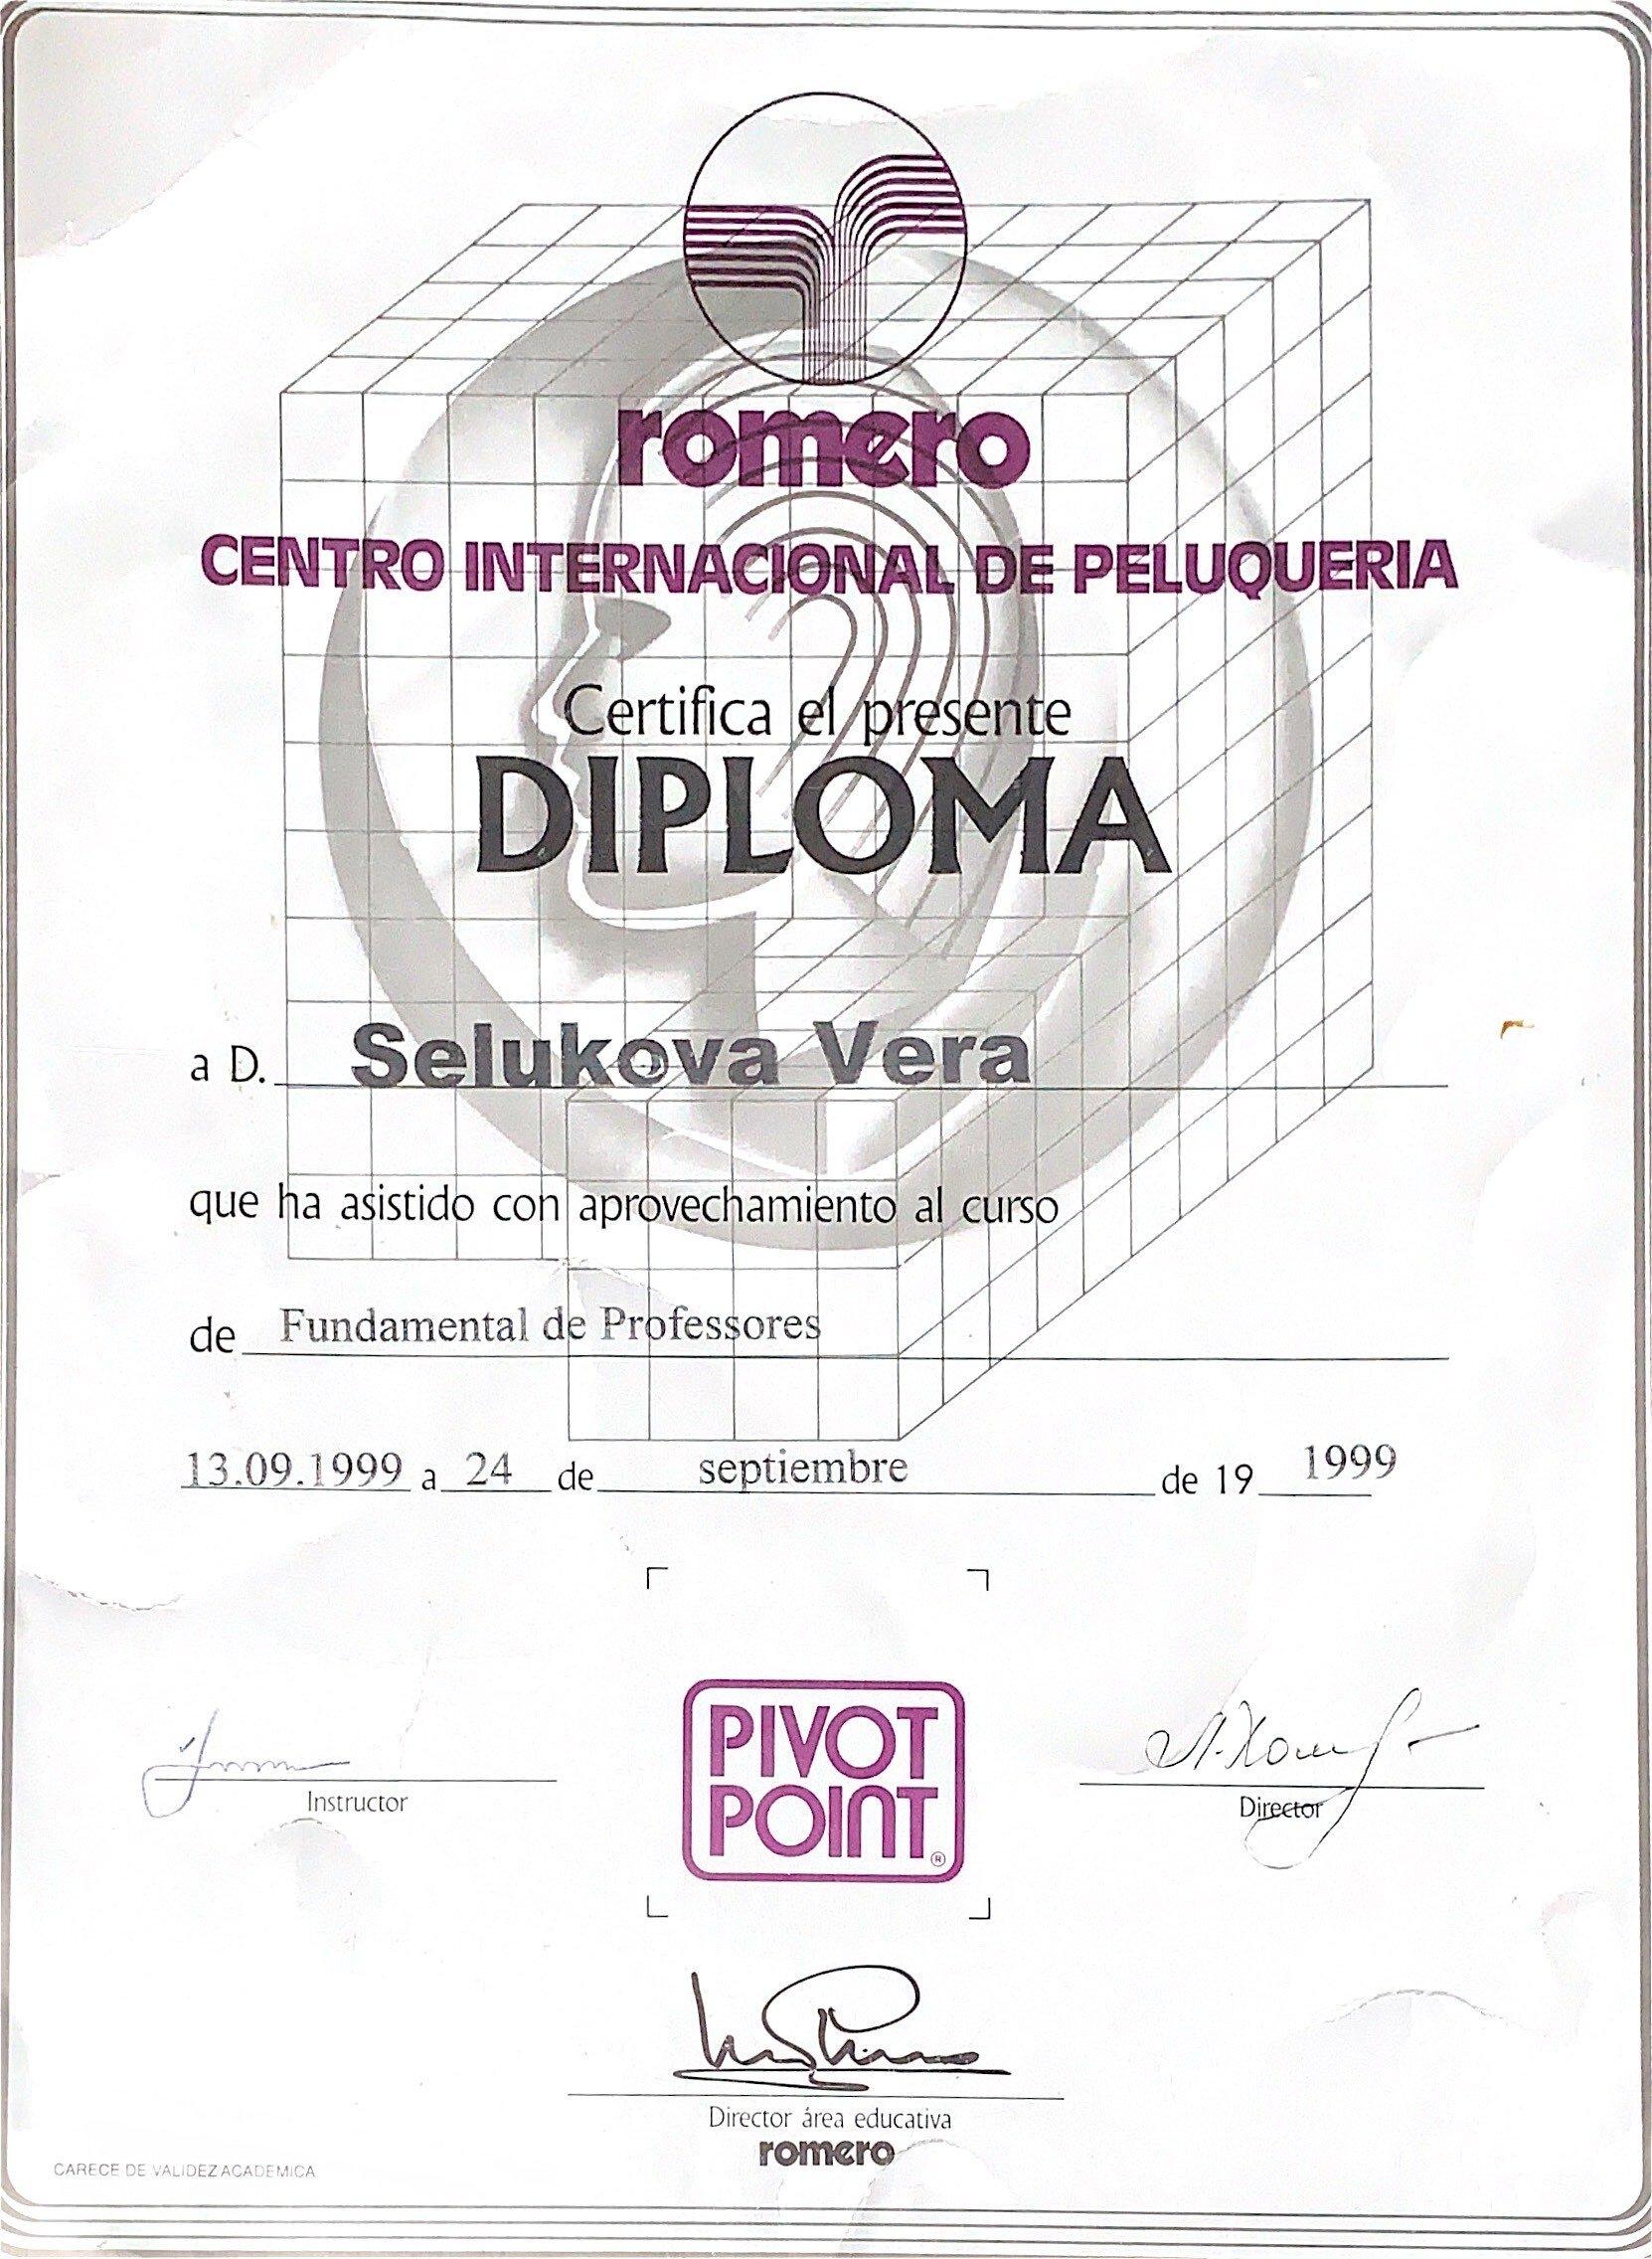 romero
CENTRO INTERNACIONAL DE PELUQUERIA
Certifica el presente
DIPLOMA
a D. Selukova Vera
que ha asistido con aprovechamiento al curso
de Fundamental de Professores
13.09.1999 a 24 de septiembre de 19 1999
PIVOT
POINT
®
Instructor
Director
Director área educativa
romero
CARECE DE VALIDEZ ACADEMICA